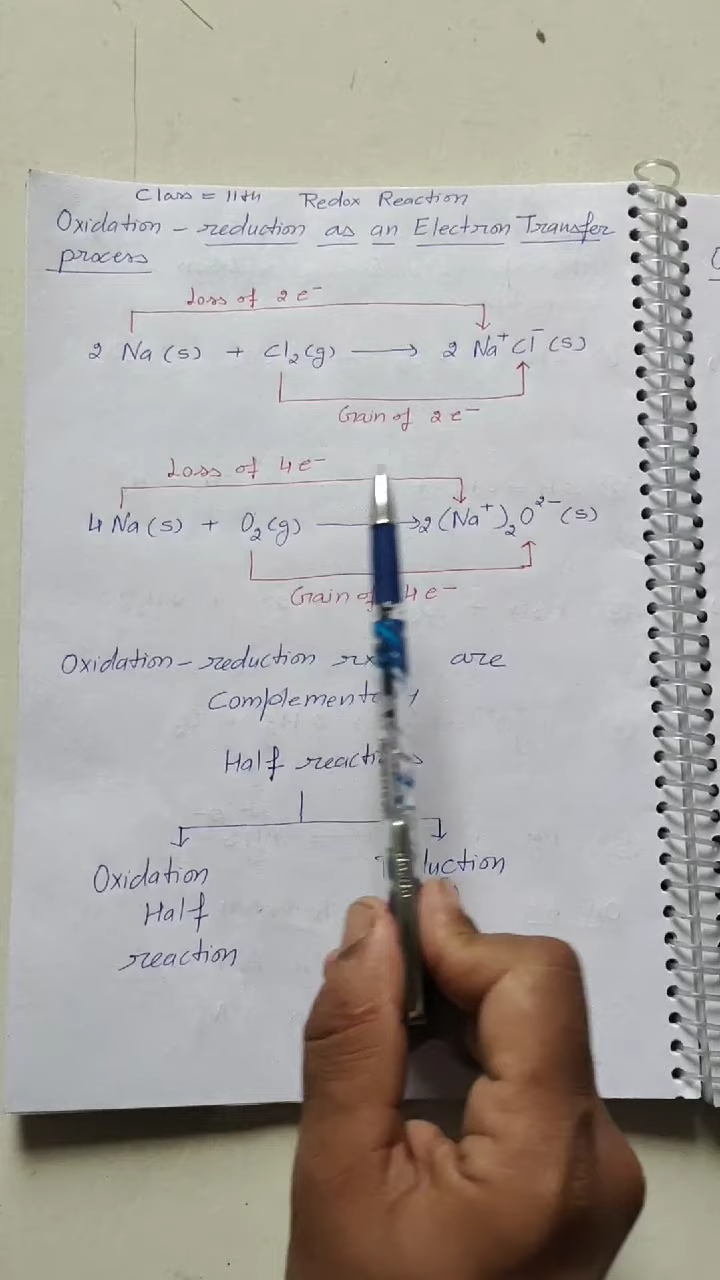 Class = 11th Redox Reaction
Oxidation - reduction as an Electron Transfer
process
Loss of 2e⁻
2 Na (s) + Cl₂ (g) → 2 Na⁺Cl⁻ (s)
Gain of 2e⁻
Loss of 4e⁻
4 Na (s) + O₂ (g) → 2 (Na⁺)₂ O²⁻ (s)
Gain of 4e⁻
Oxidation - reduction are
Half
Oxidation
Half
reaction